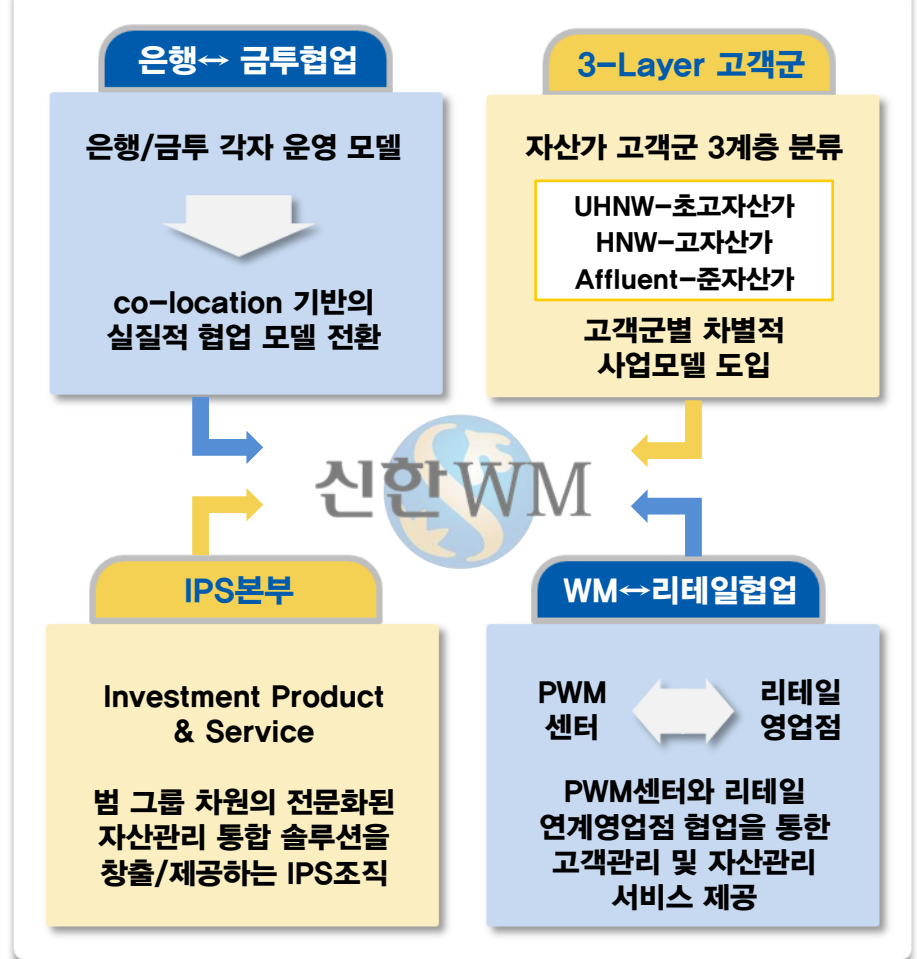 은행↔ 금투협업
은행/금투 각자 운영 모델
co-location 기반의
실질적 협업 모델 전환
3-Layer 고객군
자산가 고객군 3계층 분류
UHNW-초고자산가
HNW-고자산가
Affluent-준자산가
고객군별 차별적
사업모델 도입
신한WM
IPS본부
Investment Product
& Service
범 그룹 차원의 전문화된
자산관리 통합 솔루션을
창출/제공하는 IPS조직
WM↔리테일협업
PWM
센터
리테일
영업점
PWM센터와 리테일
연계영업점 협업을 통한
고객관리 및 자산관리
서비스 제공